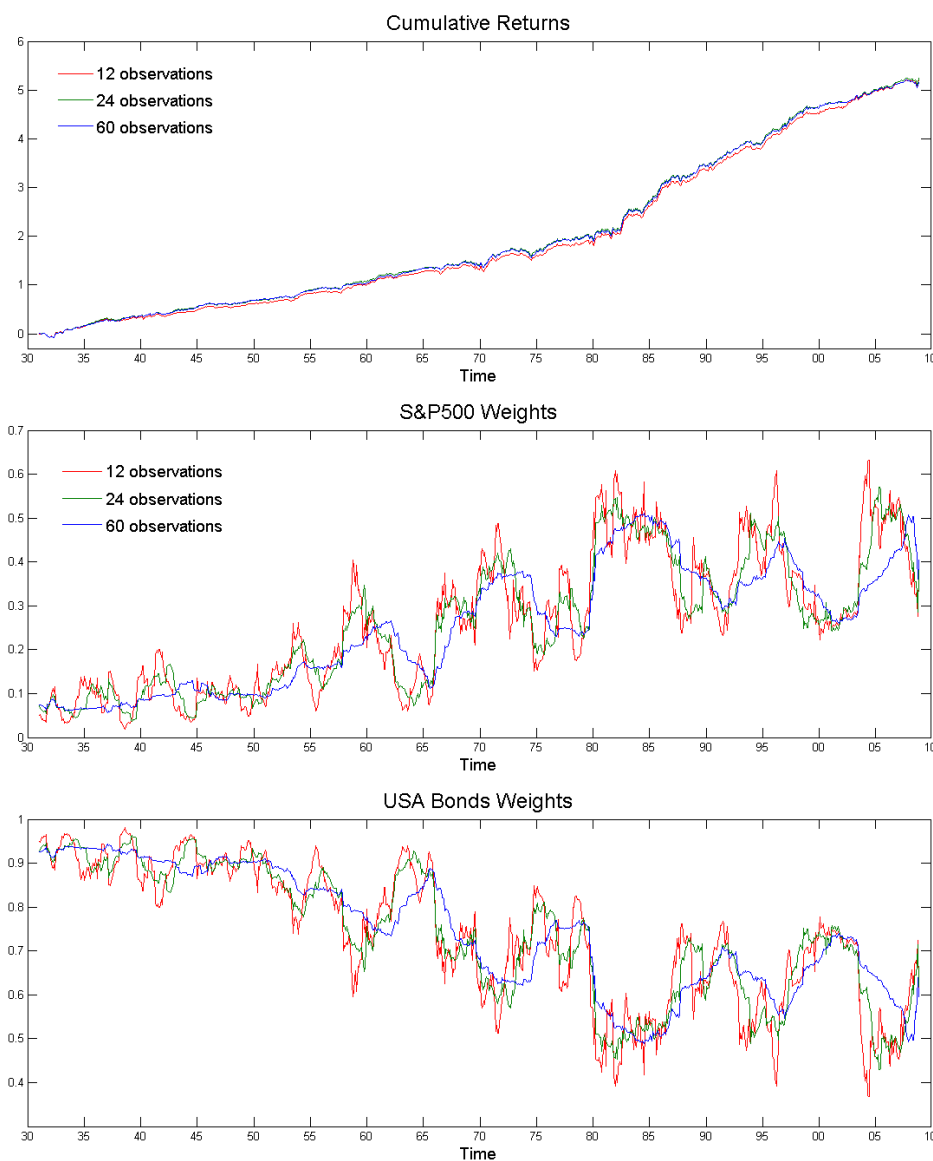 Cumulative Returns
6
5
4
3
2
1
0
12 observations
24 observations
60 observations
30 35 40 45 50 55 60 65 70 75 80 85 90 95 00 05 10
Time
S&P500 Weights
0.7
0.6
0.5
0.4
0.3
0.2
0.1
0
12 observations
24 observations
60 observations
30 35 40 45 50 55 60 65 70 75 80 85 90 95 00 05 10
Time
USA Bonds Weights
1
0.9
0.8
0.7
0.6
0.5
0.4
30 35 40 45 50 55 60 65 70 75 80 85 90 95 00 05 10
Time